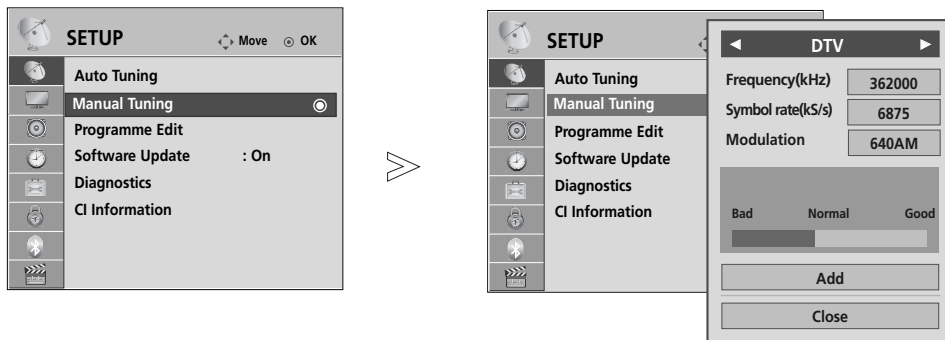 SETUP
Move OK
Auto Tuning
Manual Tuning
Programme Edit
Software Update : On
Diagnostics
CI Information
SETUP
Auto Tuning
Manual Tuning
Programme Edit
Software Update
Diagnostics
CI Information
DTV
Frequency(kHz) 362000
Symbol rate(kS/s) 6875
Modulation 640AM
Bad Normal Good
Add
Close